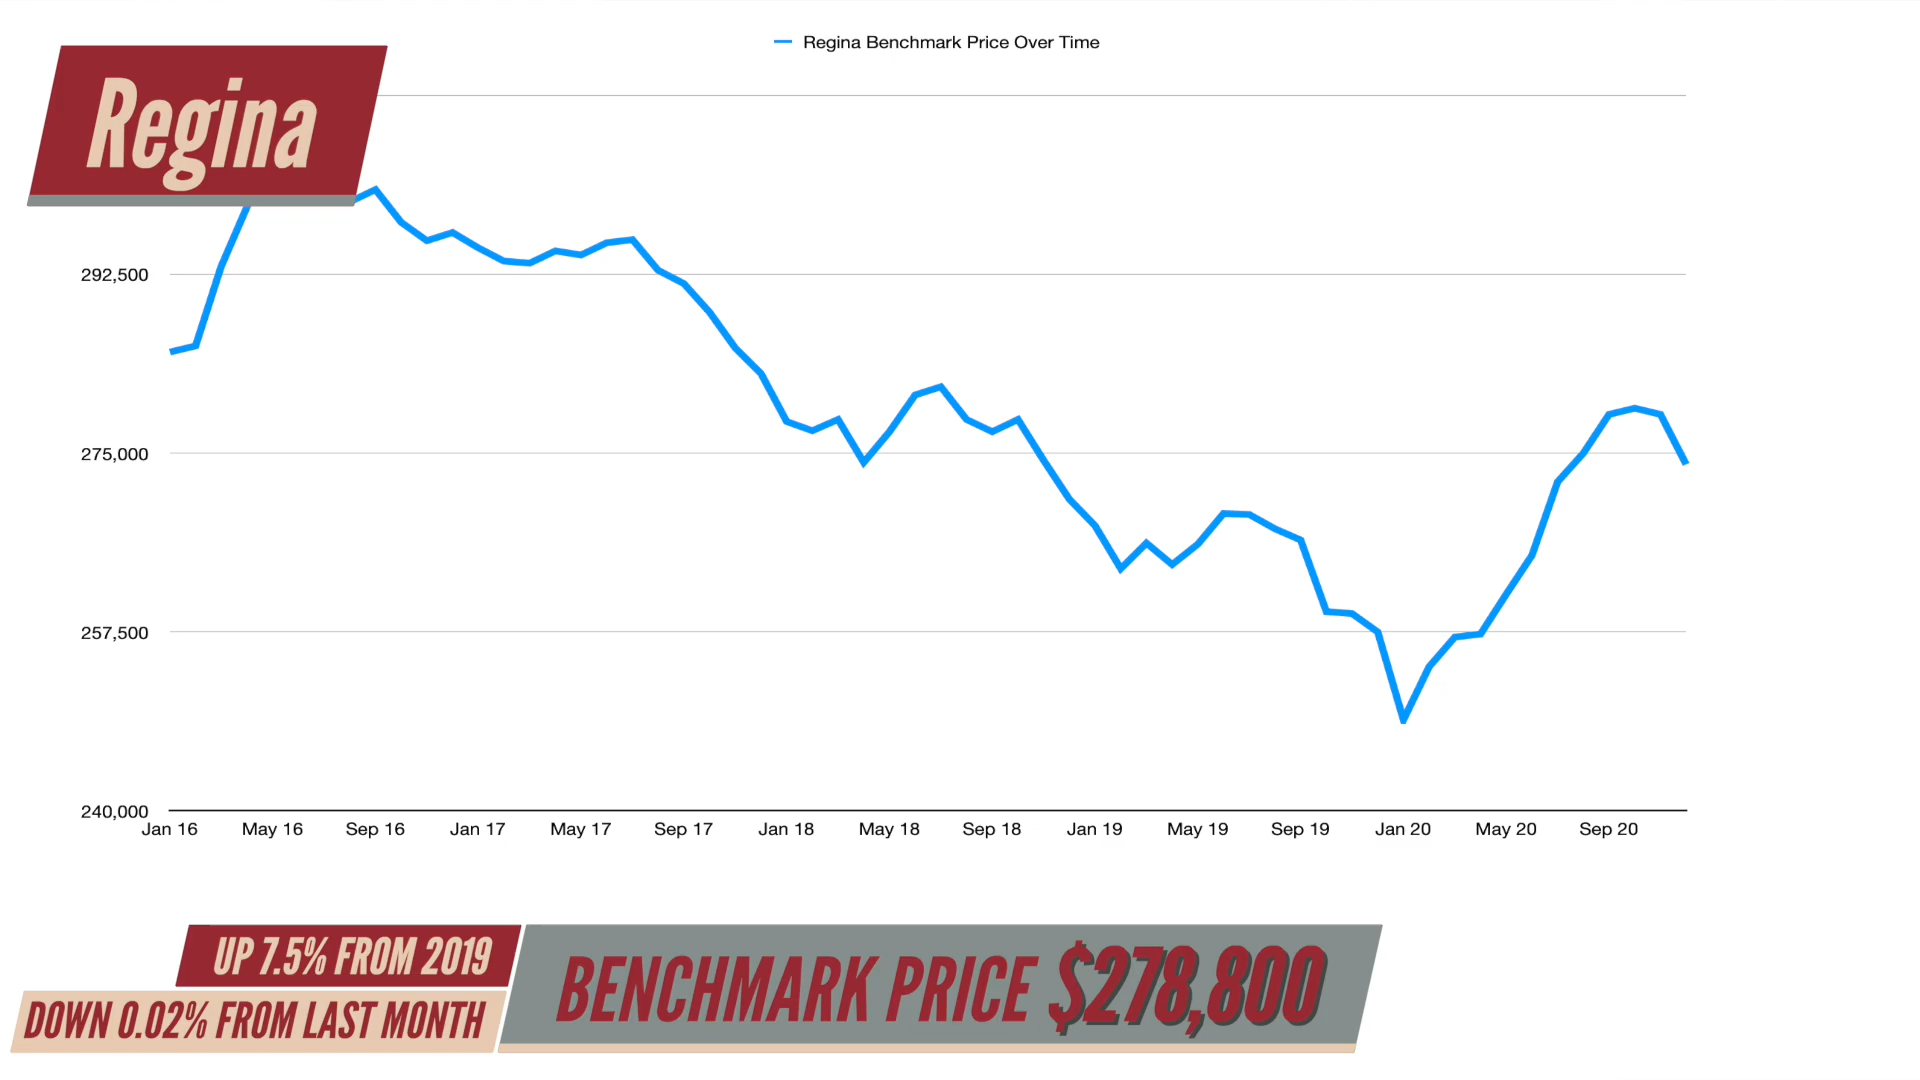 Regina Benchmark Price Over Time
Regina
292,500
275,000
257,500
240,000
Jan 16 May 16 Sep 16 Jan 17 May 17 Sep 17 Jan 18 May 18 Sep 18 Jan 19 May 19 Sep 19 Jan 20 May 20 Sep 20
UP 7.5% FROM 2019
DOWN 0.02% FROM LAST MONTH
BENCHMARK PRICE $278,800